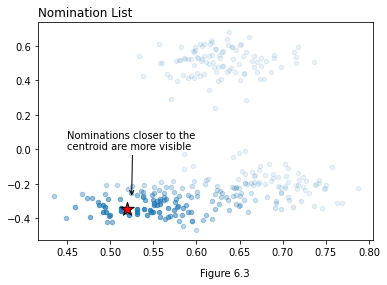 Nomination List
0.6
0.4
0.2
0.0
−0.2
−0.4
Nominations closer to the
centroid are more visible
0.45 0.50 0.55 0.60 0.65 0.70 0.75 0.80
Figure 6.3